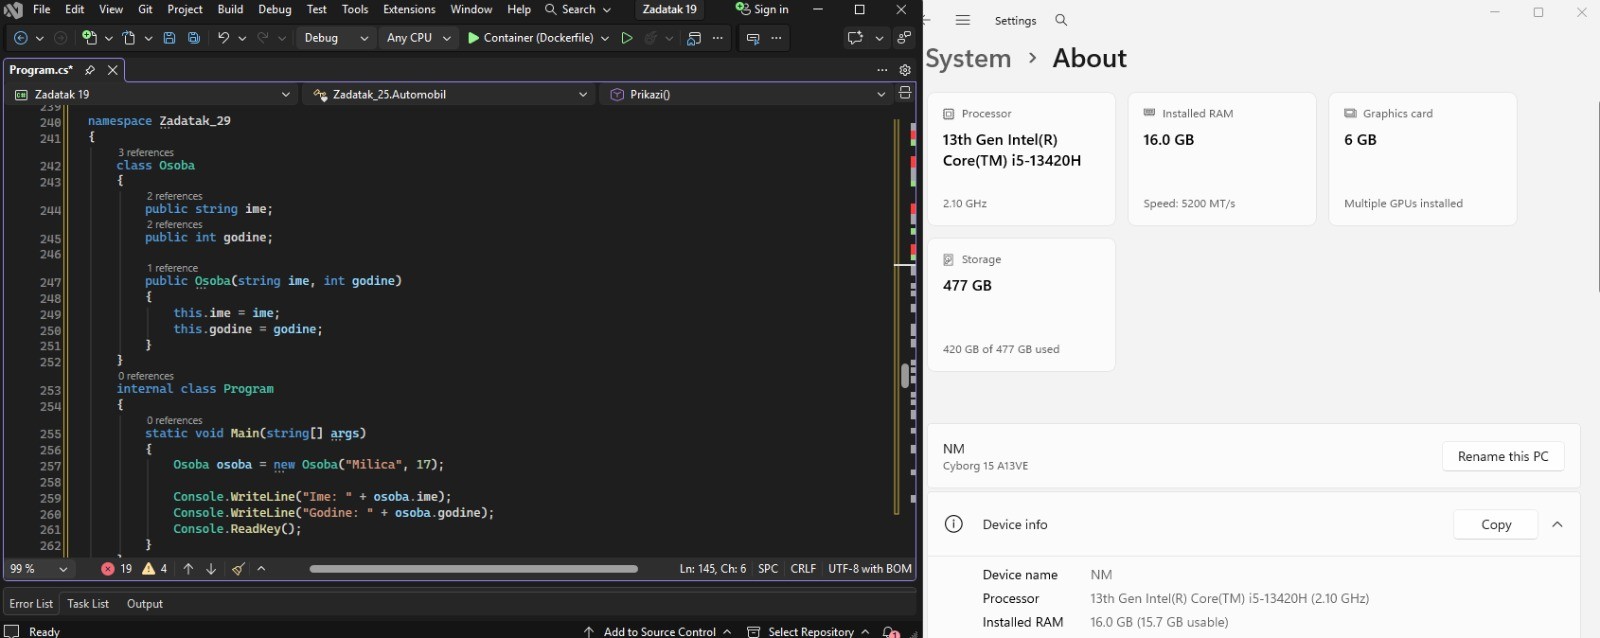 File Edit View Git Project Build Debug Test Tools Extensions Window Help Search Zadatak 19 Sign in
Debug Any CPU Container (Dockerfile)
Program.cs*
Zadatak 19 Zadatak_25.Automobil Prikazi()
239
240 namespace Zadatak_29
241 {
3 references
242 class Osoba
243 {
2 references
244 public string ime;
2 references
245 public int godine;
246
1 reference
247 public Osoba(string ime, int godine)
248 {
249 this.ime = ime;
250 this.godine = godine;
251 }
252 }
0 references
253 internal class Program
254 {
0 references
255 static void Main(string[] args)
256 {
257 Osoba osoba = new Osoba("Milica", 17);
258
259 Console.WriteLine("Ime: " + osoba.ime);
260 Console.WriteLine("Godine: " + osoba.godine);
261 Console.ReadKey();
262 }
99 % 19 4 Ln: 145, Ch: 6 SPC CRLF UTF-8 with BOM
Error List Task List Output
Ready Add to Source Control Select Repository 1
Settings
System > About
Processor
13th Gen Intel(R)
Core(TM) i5-13420H
2.10 GHz
Installed RAM
16.0 GB
Speed: 5200 MT/s
Graphics card
6 GB
Multiple GPUs installed
Storage
477 GB
420 GB of 477 GB used
NM
Cyborg 15 A13VE
Rename this PC
Device info Copy
Device name NM
Processor 13th Gen Intel(R) Core(TM) i5-13420H (2.10 GHz)
Installed RAM 16.0 GB (15.7 GB usable)